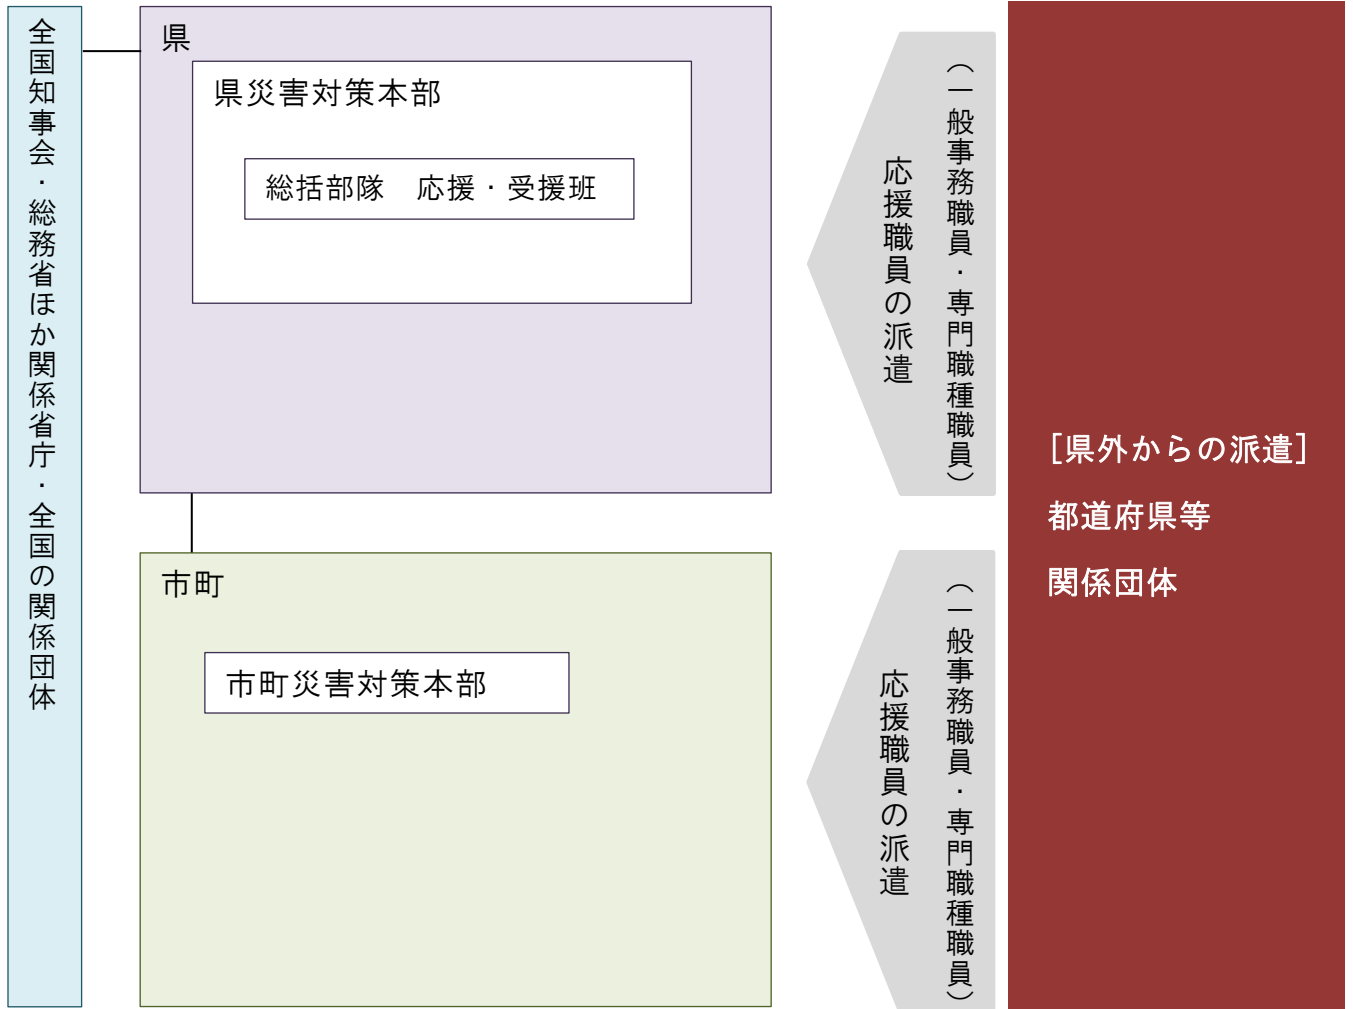 全国知事会・総務省ほか関係省庁・全国の関係団体
県
県災害対策本部
総括部隊　応援・受援班
市町
市町災害対策本部
（一般事務職員・専門職種職員）
応援職員の派遣
（一般事務職員・専門職種職員）
応援職員の派遣
［県外からの派遣］
都道府県等
関係団体